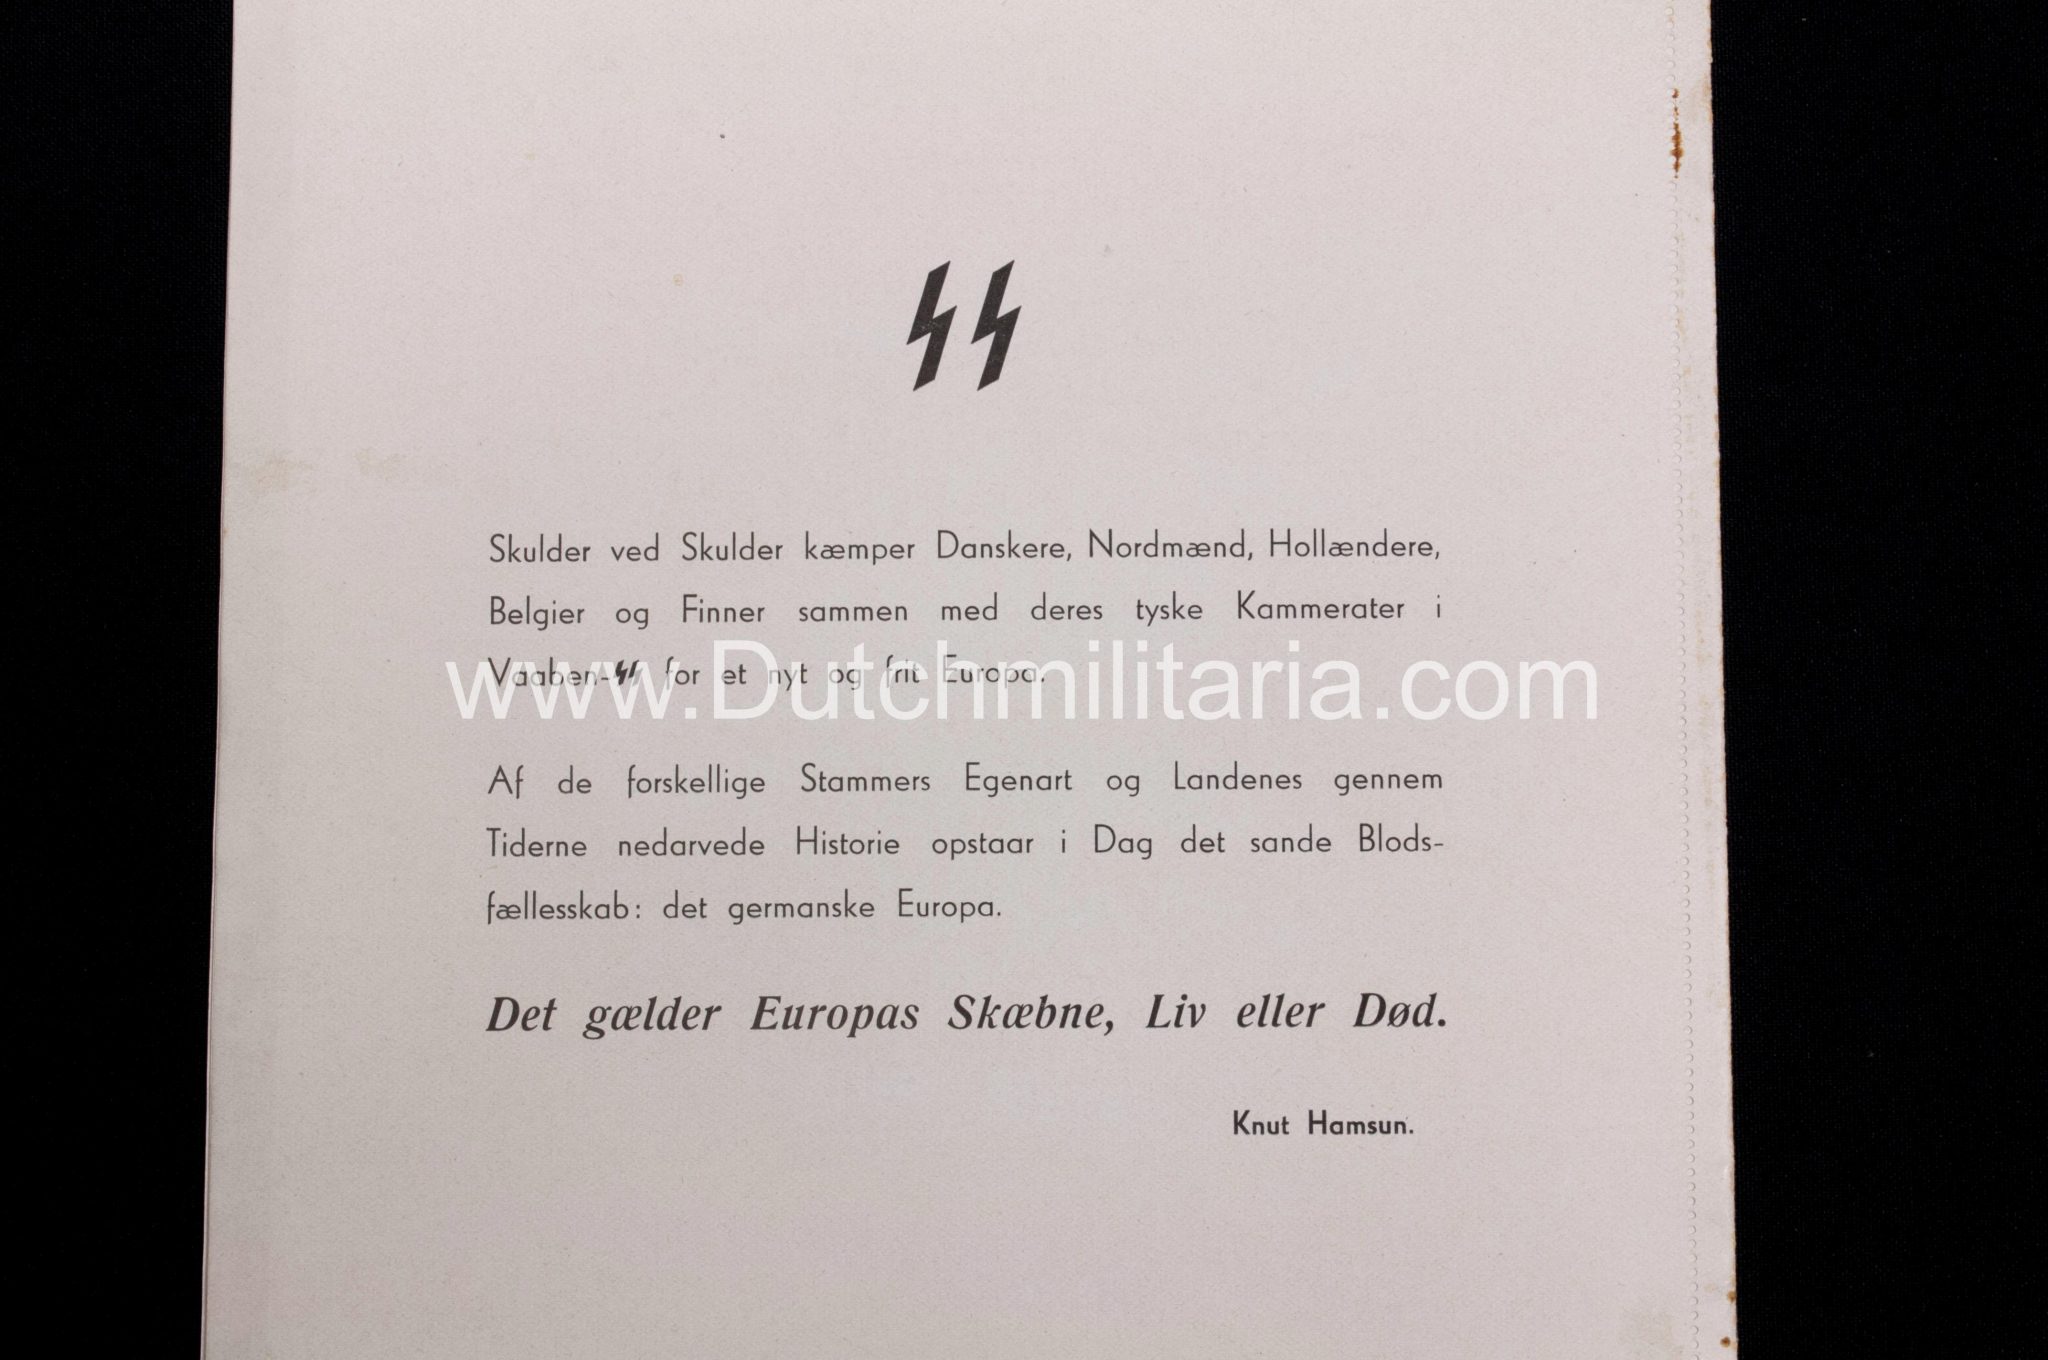 Skulder ved Skulder kæmper Danskere, Nordmænd, Hollændere,
Belgier og Finner sammen med deres tyske Kammerater i
Vaaben-ᛋᛋ for et nyt og frit Europa.
www.Dutchmilitaria.com
Af de forskellige Stammers Egenart og Landenes gennem
Tiderne nedarvede Historie opstaar i Dag det sande Blods-
fællesskab: det germanske Europa.
Det gælder Europas Skæbne, Liv eller Død.
Knut Hamsun.